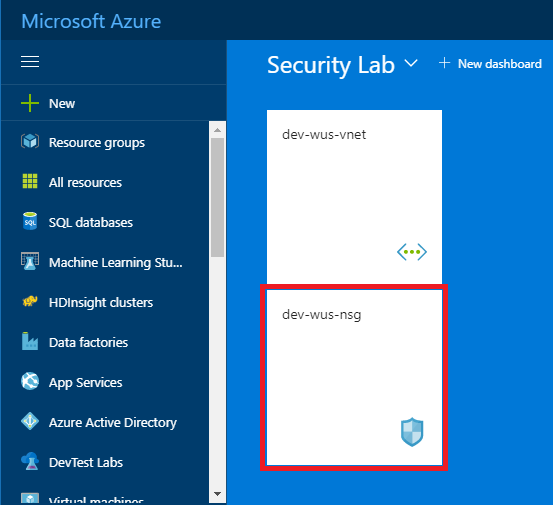 Microsoft Azure
Security Lab
New dashboard
New
Resource groups
All resources
SQL databases
SQL
Machine Learning Stu...
HDInsight clusters
Data factories
App Services
Azure Active Directory
DevTest Labs
Virtual machines
dev-wus-vnet
dev-wus-nsg